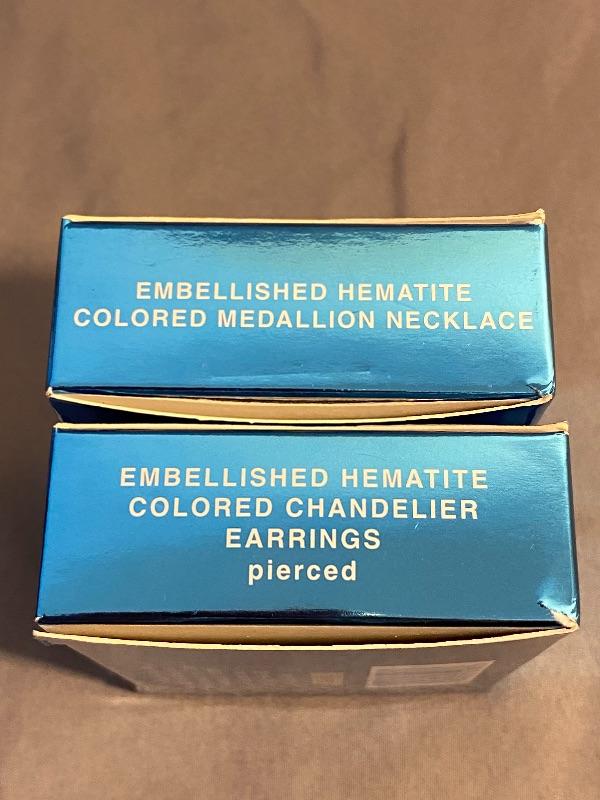 EMBELLISHED HEMATITE
COLORED MEDALLION NECKLACE
EMBELLISHED HEMATITE
COLORED CHANDELIER
EARRINGS
pierced